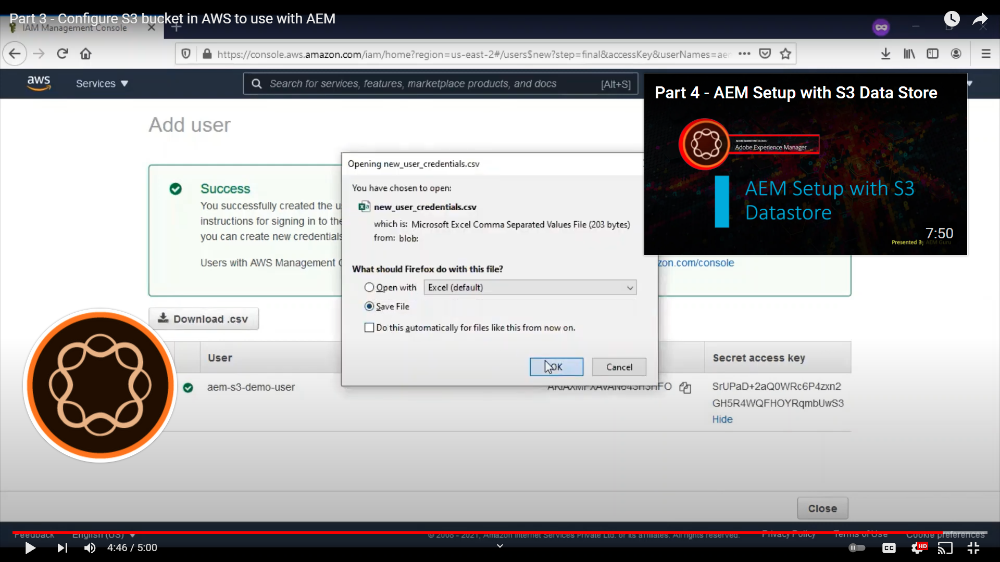 Part 3 - Configure S3 bucket in AWS to use with AEM
IAM Management Console
https://console.aws.amazon.com/iam/home?region=us-east-2#/users$new?step=final&accessKey&userNames=aer
aws
Services
Search for services, features, marketplace products, and docs
[Alt+S]
Part 4 - AEM Setup with S3 Data Store
ADOBE MARKETING CLOUD /
Adobe Experience Manager
AEM Setup with S3
Datastore
7:50
Presented By AEM Guru
Add user
Success
You successfully created the u
instructions for signing in to the
you can create new credentials
Users with AWS Management
zon.com/console
Opening new_user_credentials.csv
You have chosen to open:
new_user_credentials.csv
which is: Microsoft Excel Comma Separated Values File (203 bytes)
from: blob:
What should Firefox do with this file?
Open with
Excel (default)
Save File
Do this automatically for files like this from now on.
OK
Cancel
Download .csv
User
Secret access key
aem-s3-demo-user
SrUPaD+2aQ0WRc6P4zxn2
GH5R4WQFHOYRqmbUwS3
Hide
Close
Feedback
English (US)
© 2008 - 2021, Amazon Internet Services Private Ltd. or its affiliates. All rights reserved.
Privacy Policy
Terms of Use
Cookie preferences
4:46 / 5:00
CC
HD